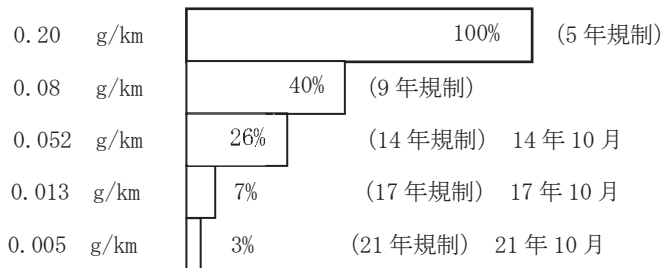 0.20 g/km 100% (5年規制)
0.08 g/km 40% (9年規制)
0.052 g/km 26% (14年規制) 14年10月
0.013 g/km 7% (17年規制) 17年10月
0.005 g/km 3% (21年規制) 21年10月